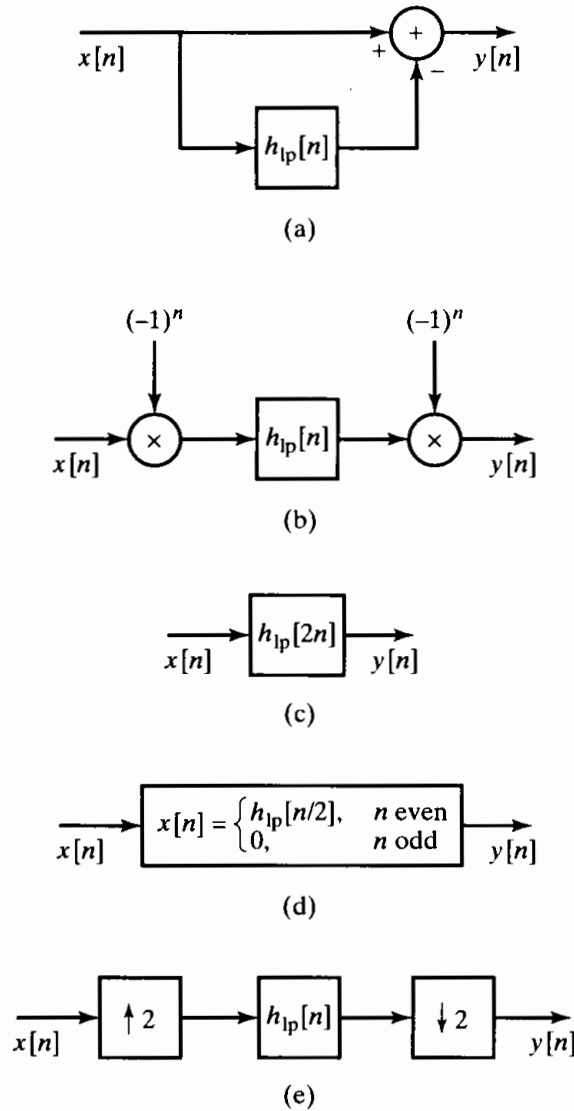 x[n] + + − y[n]
h_lp[n]
(a)
(−1)^n (−1)^n
x[n] × h_lp[n] × y[n]
(b)
x[n] h_lp[2n] y[n]
(c)
x[n] x[n] = { h_lp[n/2], n even
0, n odd y[n]
(d)
x[n] ↑ 2 h_lp[n] ↓ 2 y[n]
(e)